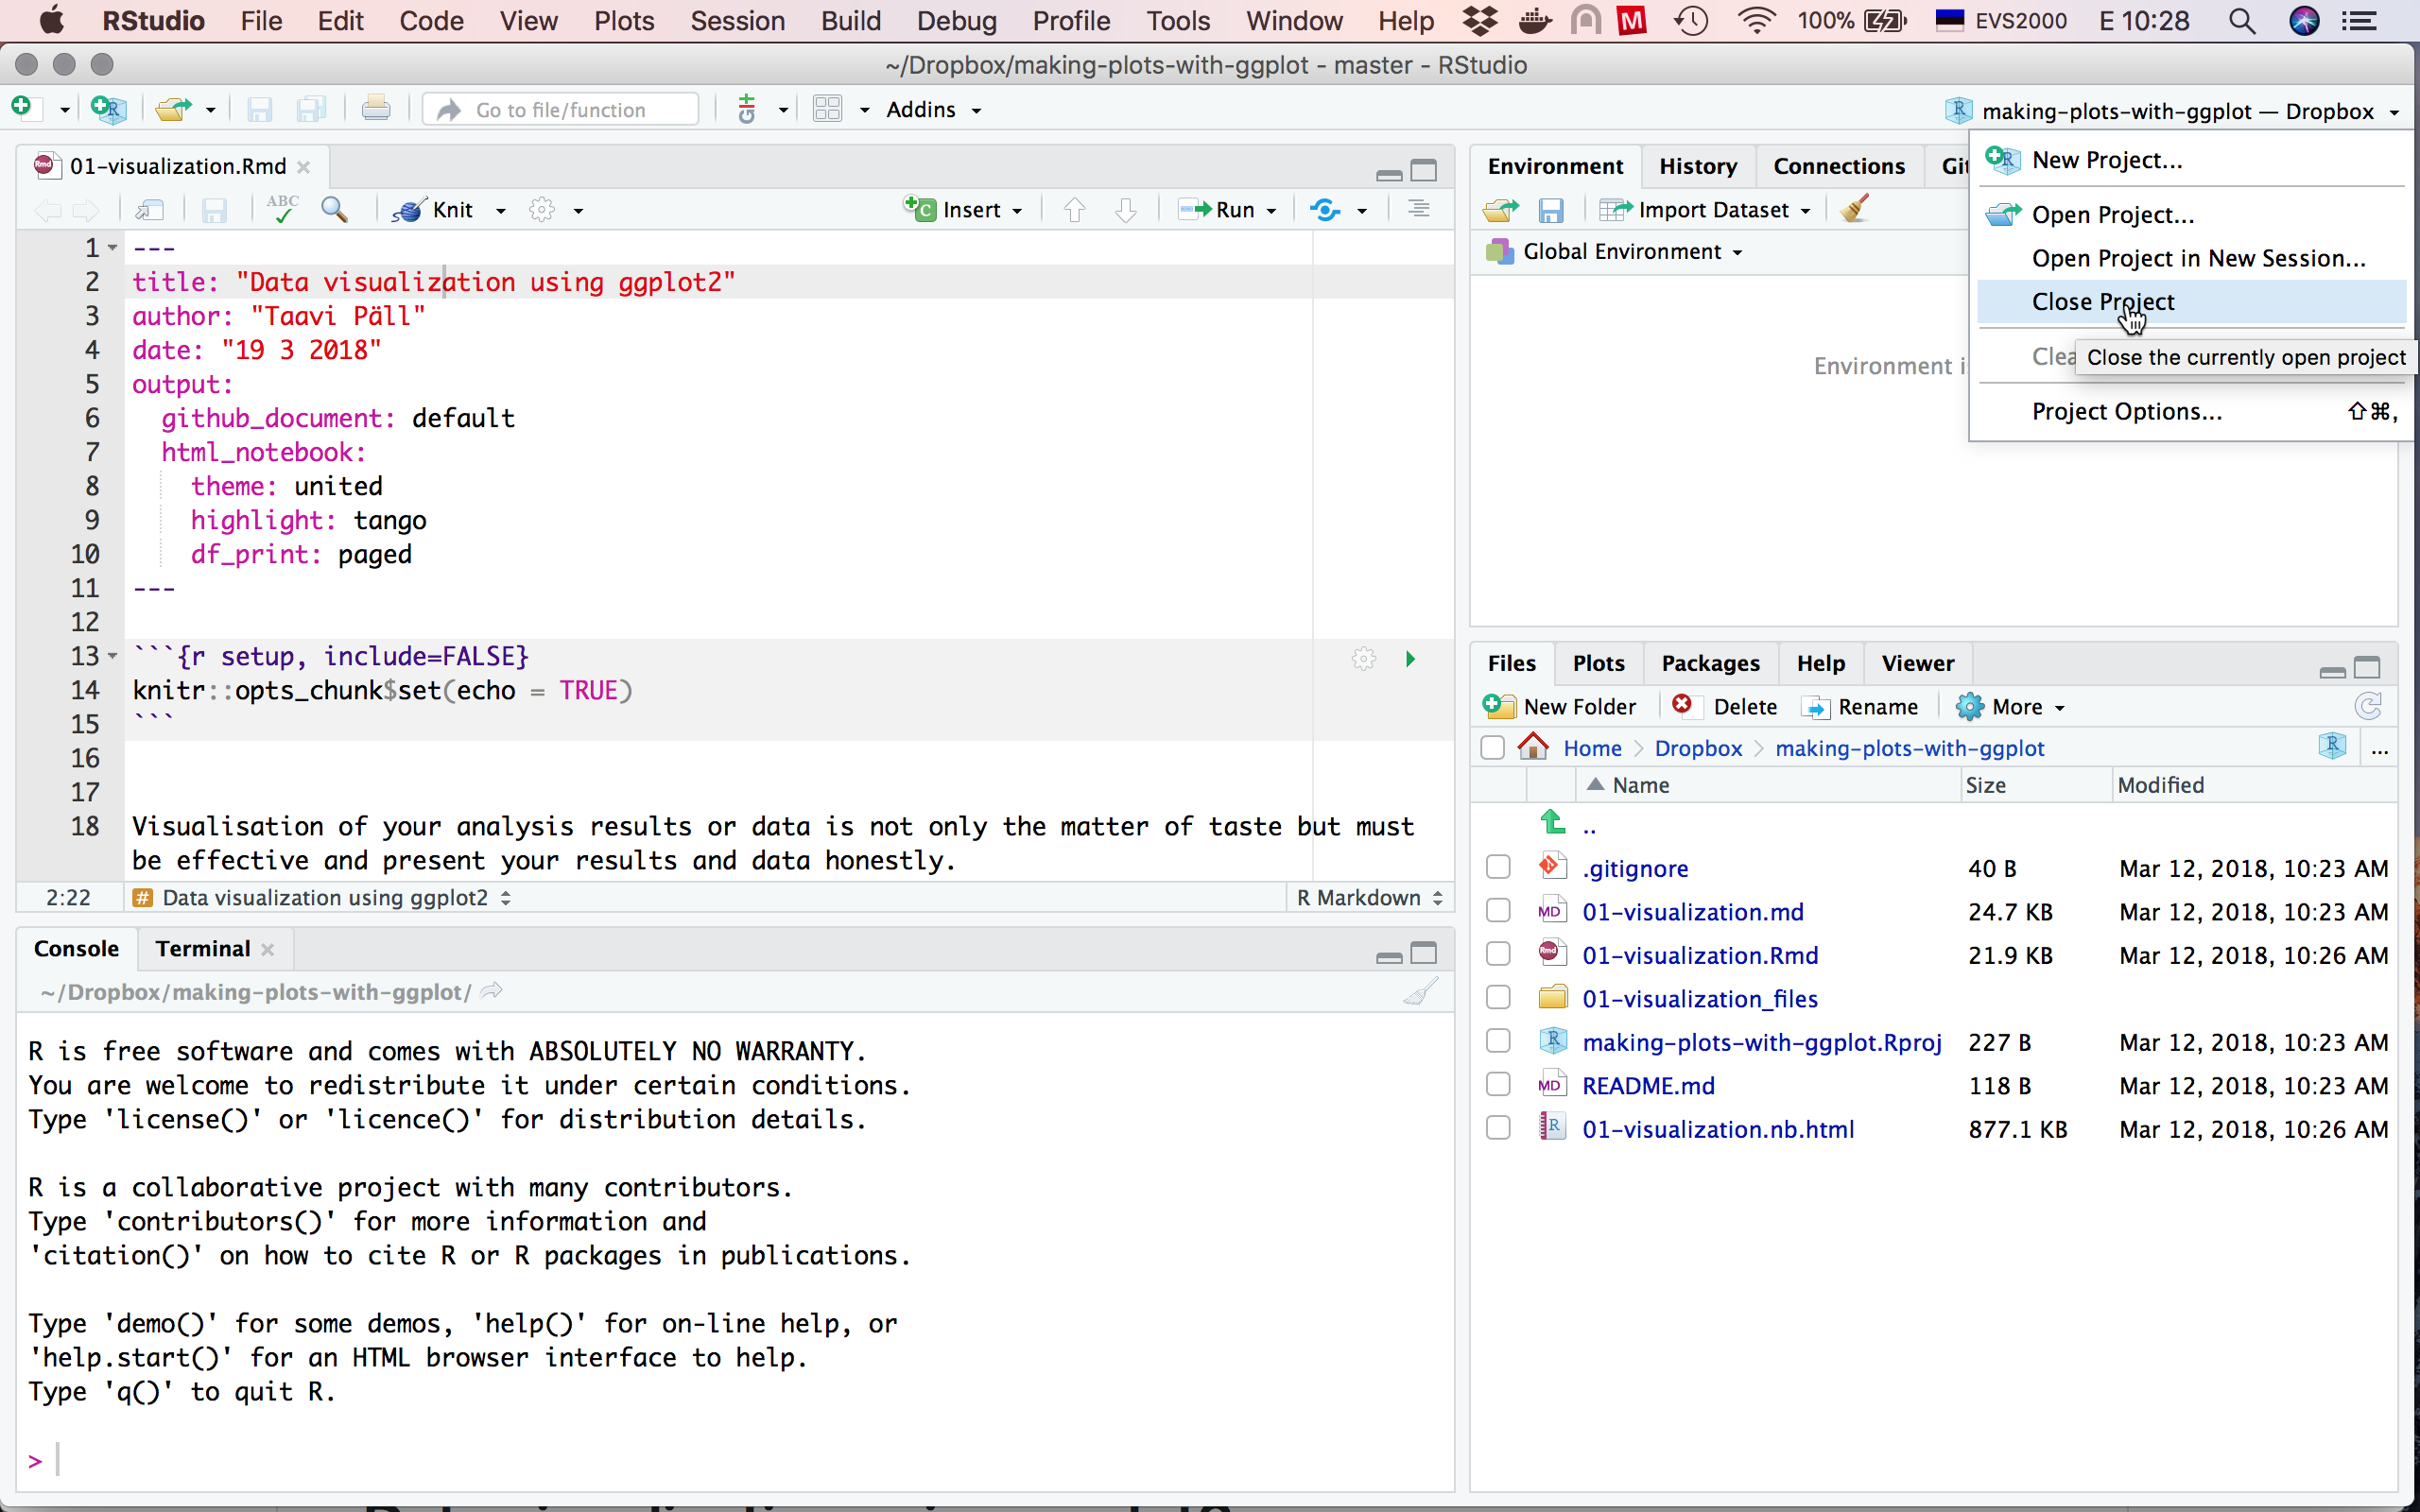 RStudio File Edit Code View Plots Session Build Debug Profile Tools Window Help M 100% EVS2000 E 10:28
~/Dropbox/making-plots-with-ggplot - master - RStudio
Go to file/function Addins making-plots-with-ggplot — Dropbox
01-visualization.Rmd
ABC Knit Insert Run
1 ---
2 title: "Data visualization using ggplot2"
3 author: "Taavi Päll"
4 date: "19 3 2018"
5 output:
6 github_document: default
7 html_notebook:
8 theme: united
9 highlight: tango
10 df_print: paged
11 ---
12
13 ```{r setup, include=FALSE}
14 knitr::opts_chunk$set(echo = TRUE)
15 ```
16
17
18 Visualisation of your analysis results or data is not only the matter of taste but must
be effective and present your results and data honestly.
2:22 # Data visualization using ggplot2 R Markdown
Console Terminal
~/Dropbox/making-plots-with-ggplot/
R is free software and comes with ABSOLUTELY NO WARRANTY.
You are welcome to redistribute it under certain conditions.
Type 'license()' or 'licence()' for distribution details.
R is a collaborative project with many contributors.
Type 'contributors()' for more information and
'citation()' on how to cite R or R packages in publications.
Type 'demo()' for some demos, 'help()' for on-line help, or
'help.start()' for an HTML browser interface to help.
Type 'q()' to quit R.
>
Environment History Connections Git
Import Dataset
Global Environment
Environment i
New Project...
Open Project...
Open Project in New Session...
Close Project
Clea
Close the currently open project
Project Options... ⇧⌘,
Files Plots Packages Help Viewer
New Folder Delete Rename More
Home Dropbox making-plots-with-ggplot ...
Name Size Modified
..
.gitignore 40 B Mar 12, 2018, 10:23 AM
MD 01-visualization.md 24.7 KB Mar 12, 2018, 10:23 AM
Rmd 01-visualization.Rmd 21.9 KB Mar 12, 2018, 10:26 AM
01-visualization_files
R making-plots-with-ggplot.Rproj 227 B Mar 12, 2018, 10:23 AM
MD README.md 118 B Mar 12, 2018, 10:23 AM
R 01-visualization.nb.html 877.1 KB Mar 12, 2018, 10:26 AM